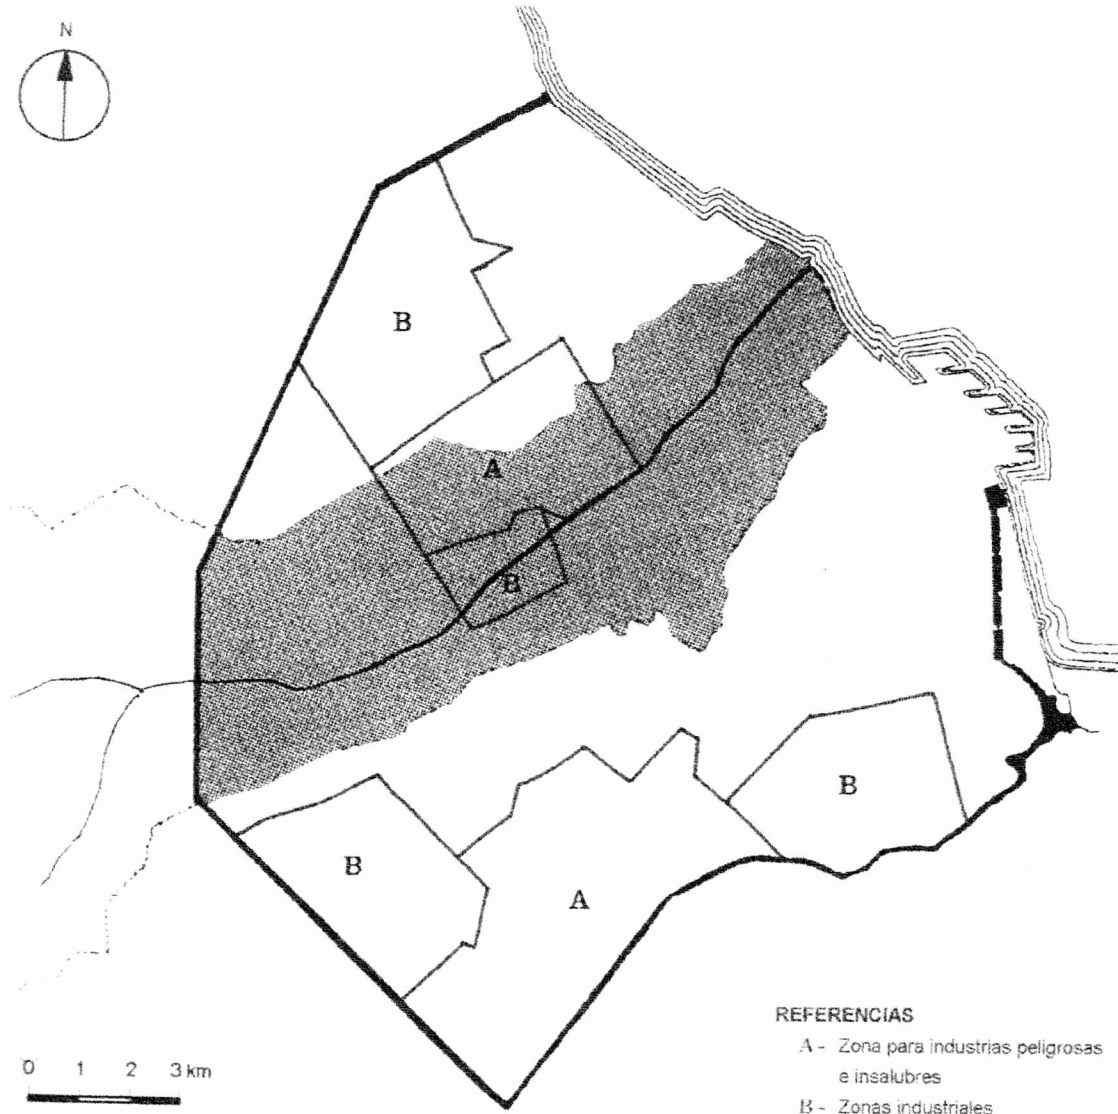 N
B
A
B
B
B
A
0 1 2 3 km
REFERENCIAS
A - Zona para industrias peligrosas
e insalubres
B - Zonas industriales